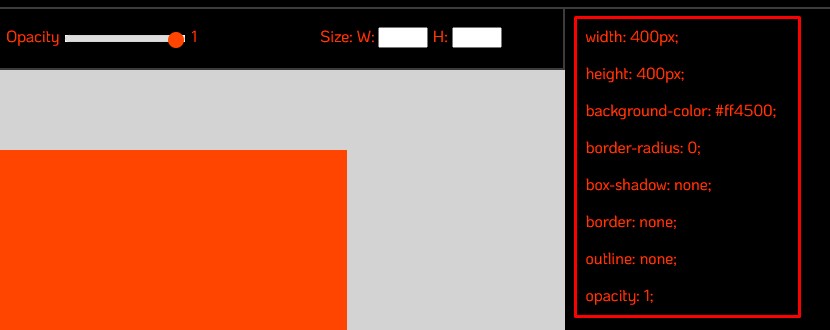 Opacity 1 Size: W: H:
width: 400px;
height: 400px;
background-color: #ff4500;
border-radius: 0;
box-shadow: none;
border: none;
outline: none;
opacity: 1;